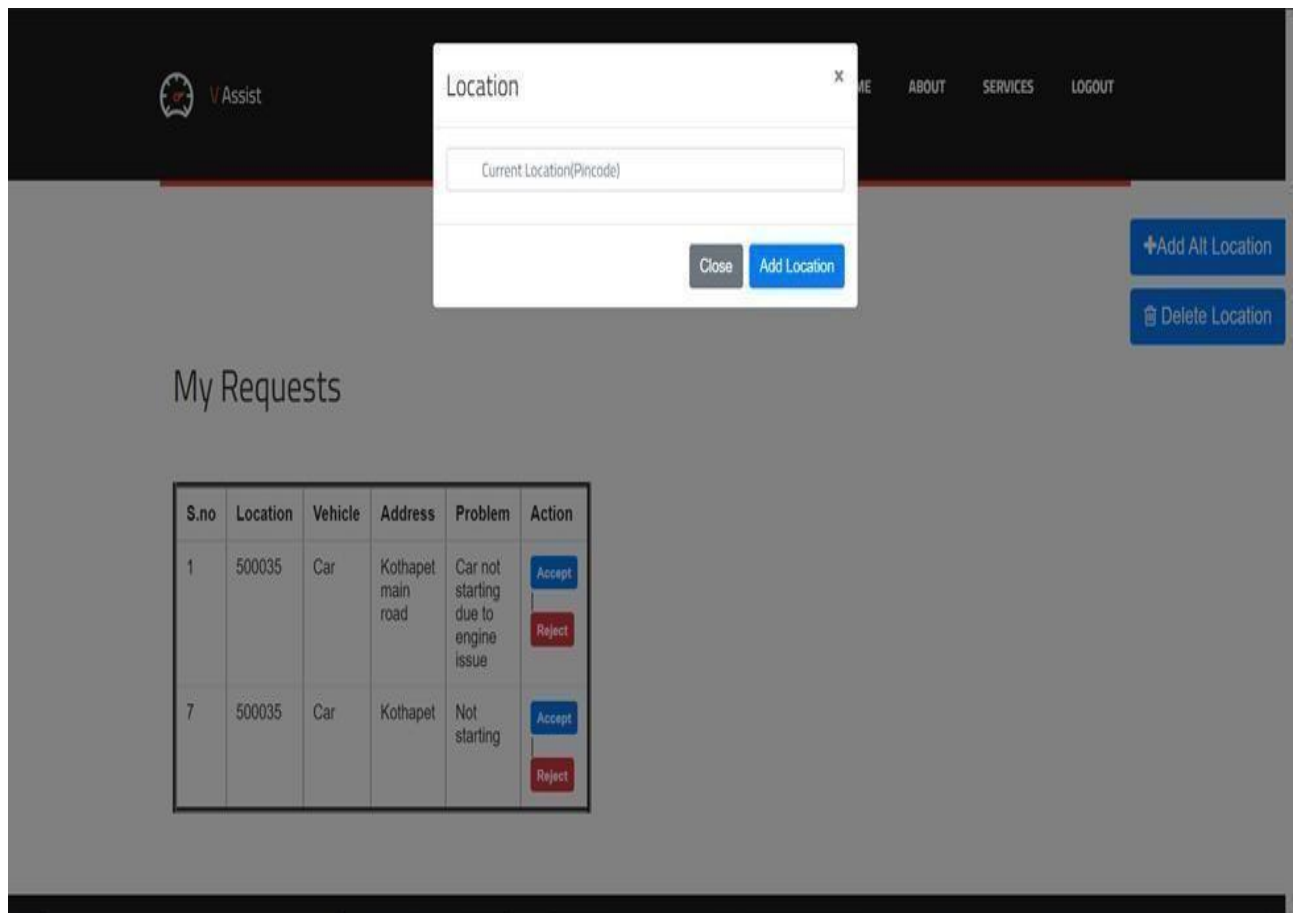 V Assist
Location
x
ME ABOUT SERVICES LOGOUT
Current Location(Pincode)
Close Add Location
+Add Alt Location
Delete Location
My Requests
S.no Location Vehicle Address Problem Action
1 500035 Car Kothapet main road Car not starting due to engine issue Accept | Reject
7 500035 Car Kothapet Not starting Accept | Reject